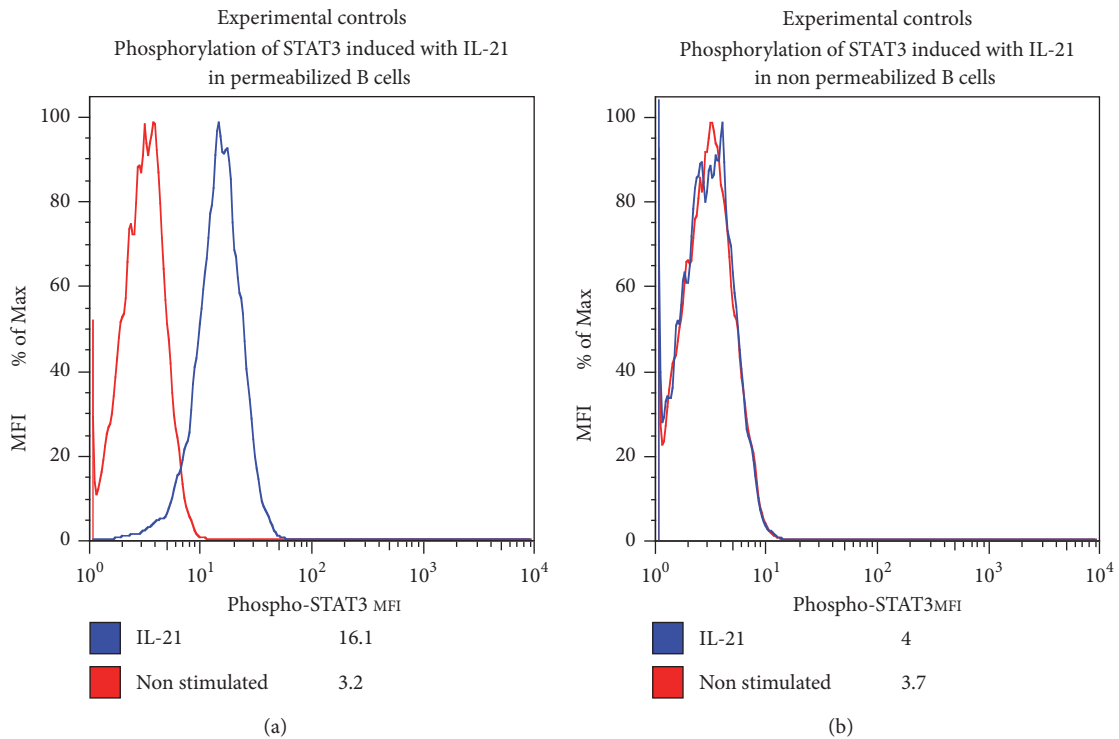 Experimental controls
Phosphorylation of STAT3 induced with IL-21
in permeabilized B cells
100
80
60
40
20
0
MFI % of Max
10^0 10^1 10^2 10^3 10^4
Phospho-STAT3 MFI
IL-21 16.1
Non stimulated 3.2
(a)
Experimental controls
Phosphorylation of STAT3 induced with IL-21
in non permeabilized B cells
100
80
60
40
20
0
MFI % of Max
10^0 10^1 10^2 10^3 10^4
Phospho-STAT3MFI
IL-21 4
Non stimulated 3.7
(b)